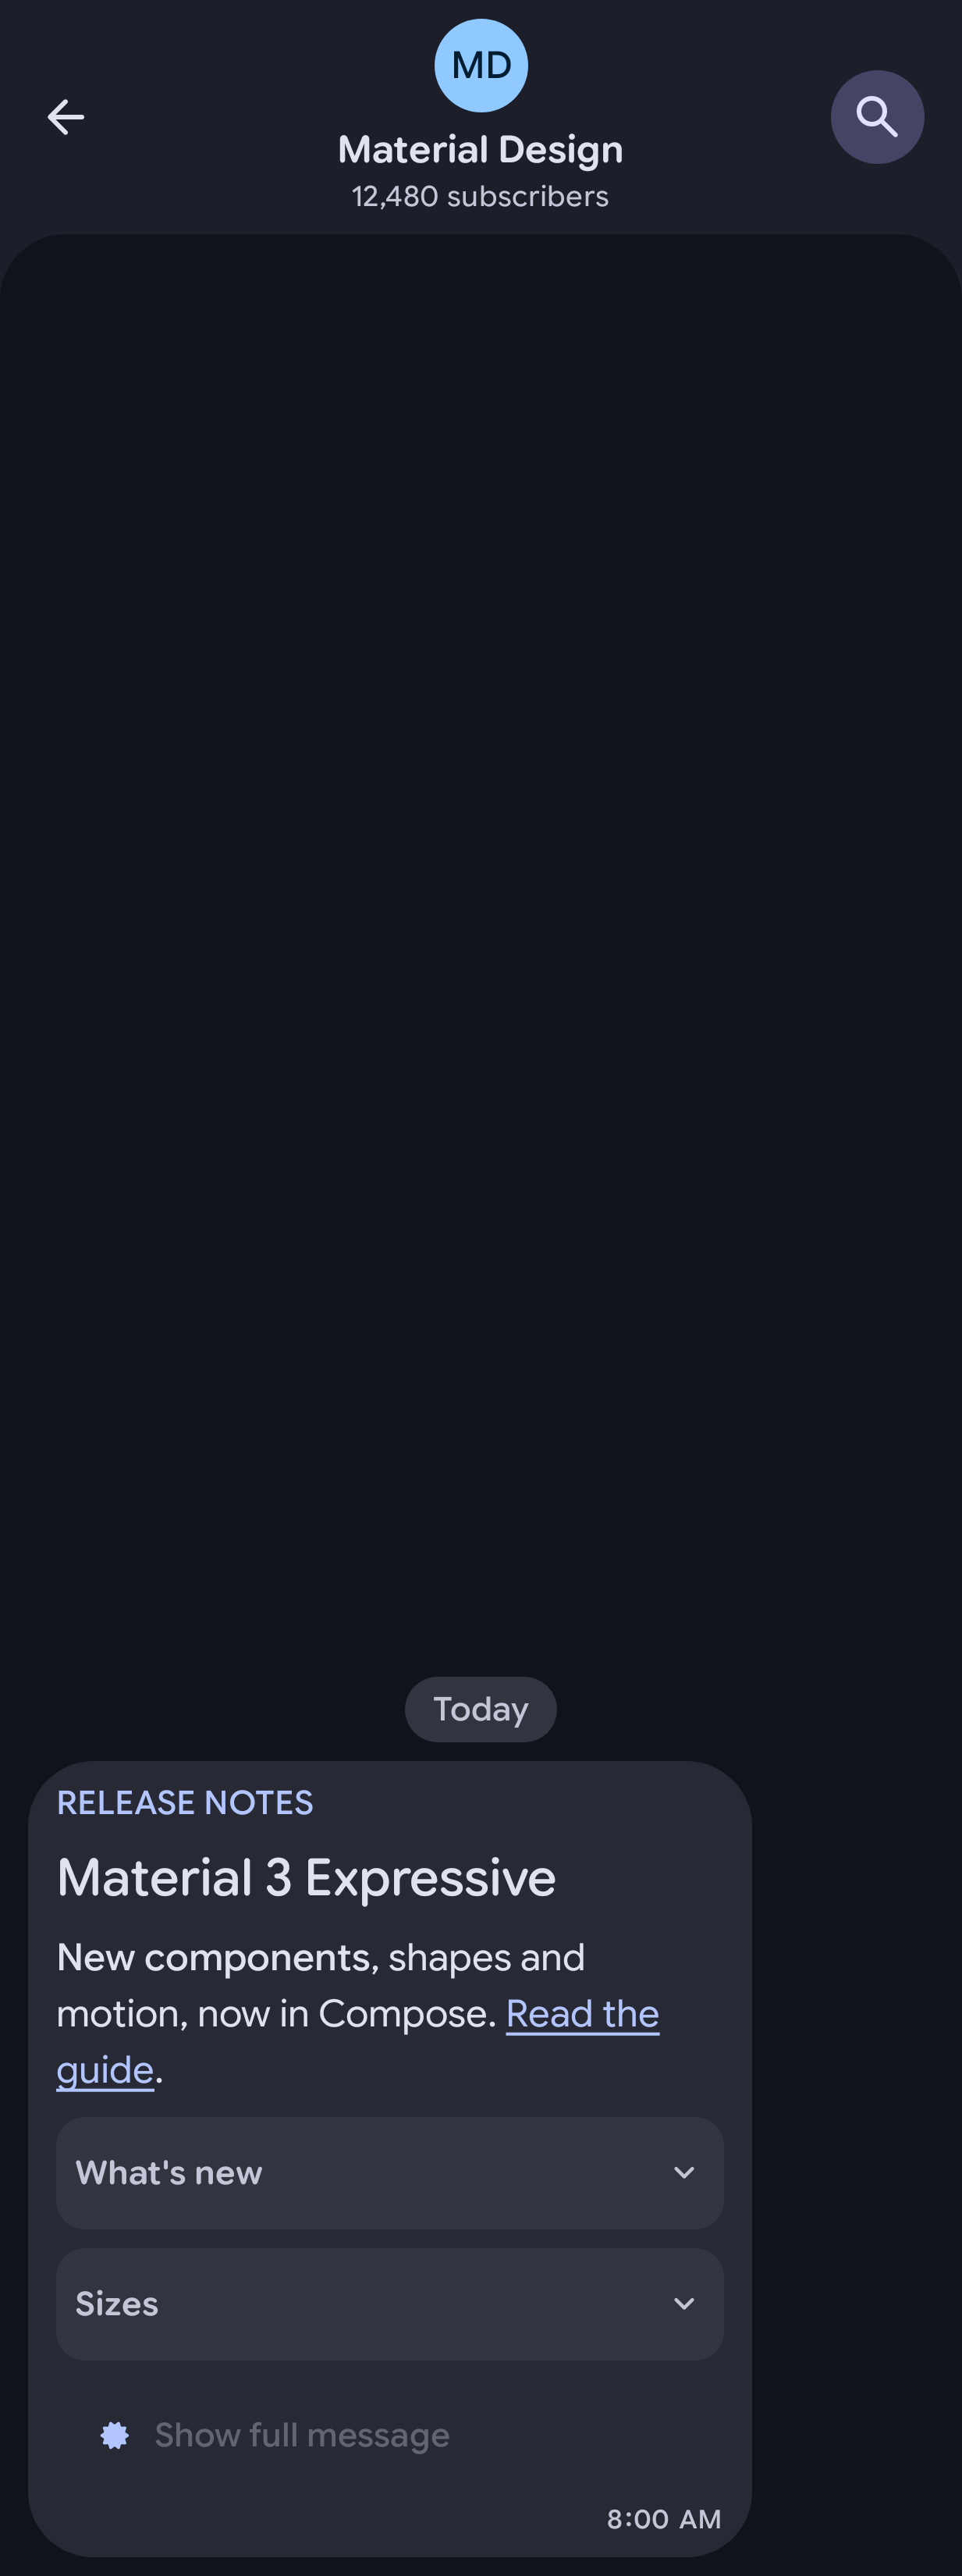 MD
Material Design
12,480 subscribers
Today
RELEASE NOTES
Material 3 Expressive
New components, shapes and
motion, now in Compose. Read the
guide.
What's new
Sizes
Show full message
8:00 AM